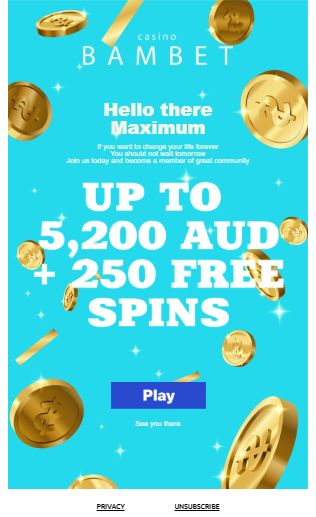 casino
BAMBET
Hello there
Maximum
If you want to change your life forever
You should not wait tomorrow
Join us today and become a member of great community
UP TO
5,200 AUD
+ 250 FREE
SPINS
Play
See you there
PRIVACY UNSUBSCRIBE